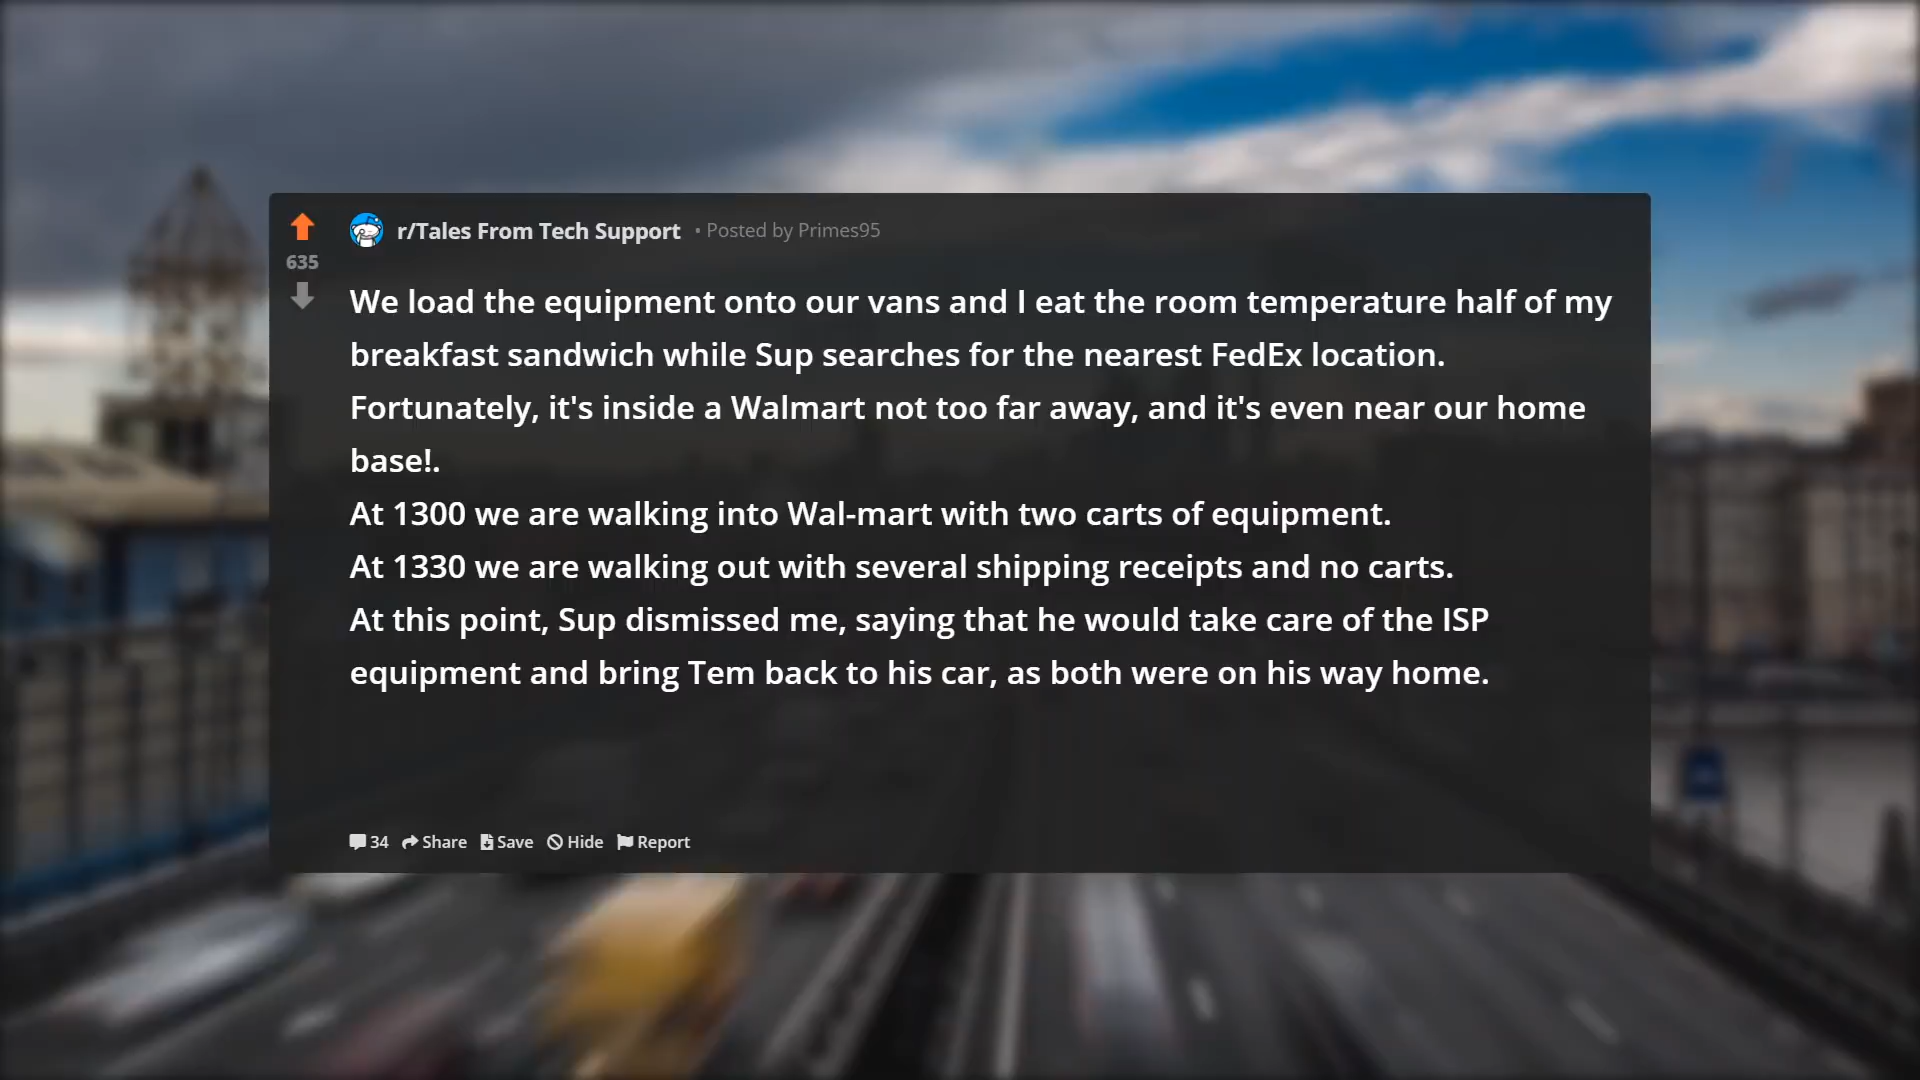 r/Tales From Tech Support • Posted by Primes95
635
We load the equipment onto our vans and I eat the room temperature half of my
breakfast sandwich while Sup searches for the nearest FedEx location.
Fortunately, it's inside a Walmart not too far away, and it's even near our home
base!.
At 1300 we are walking into Wal-mart with two carts of equipment.
At 1330 we are walking out with several shipping receipts and no carts.
At this point, Sup dismissed me, saying that he would take care of the ISP
equipment and bring Tem back to his car, as both were on his way home.
34 Share Save Hide Report